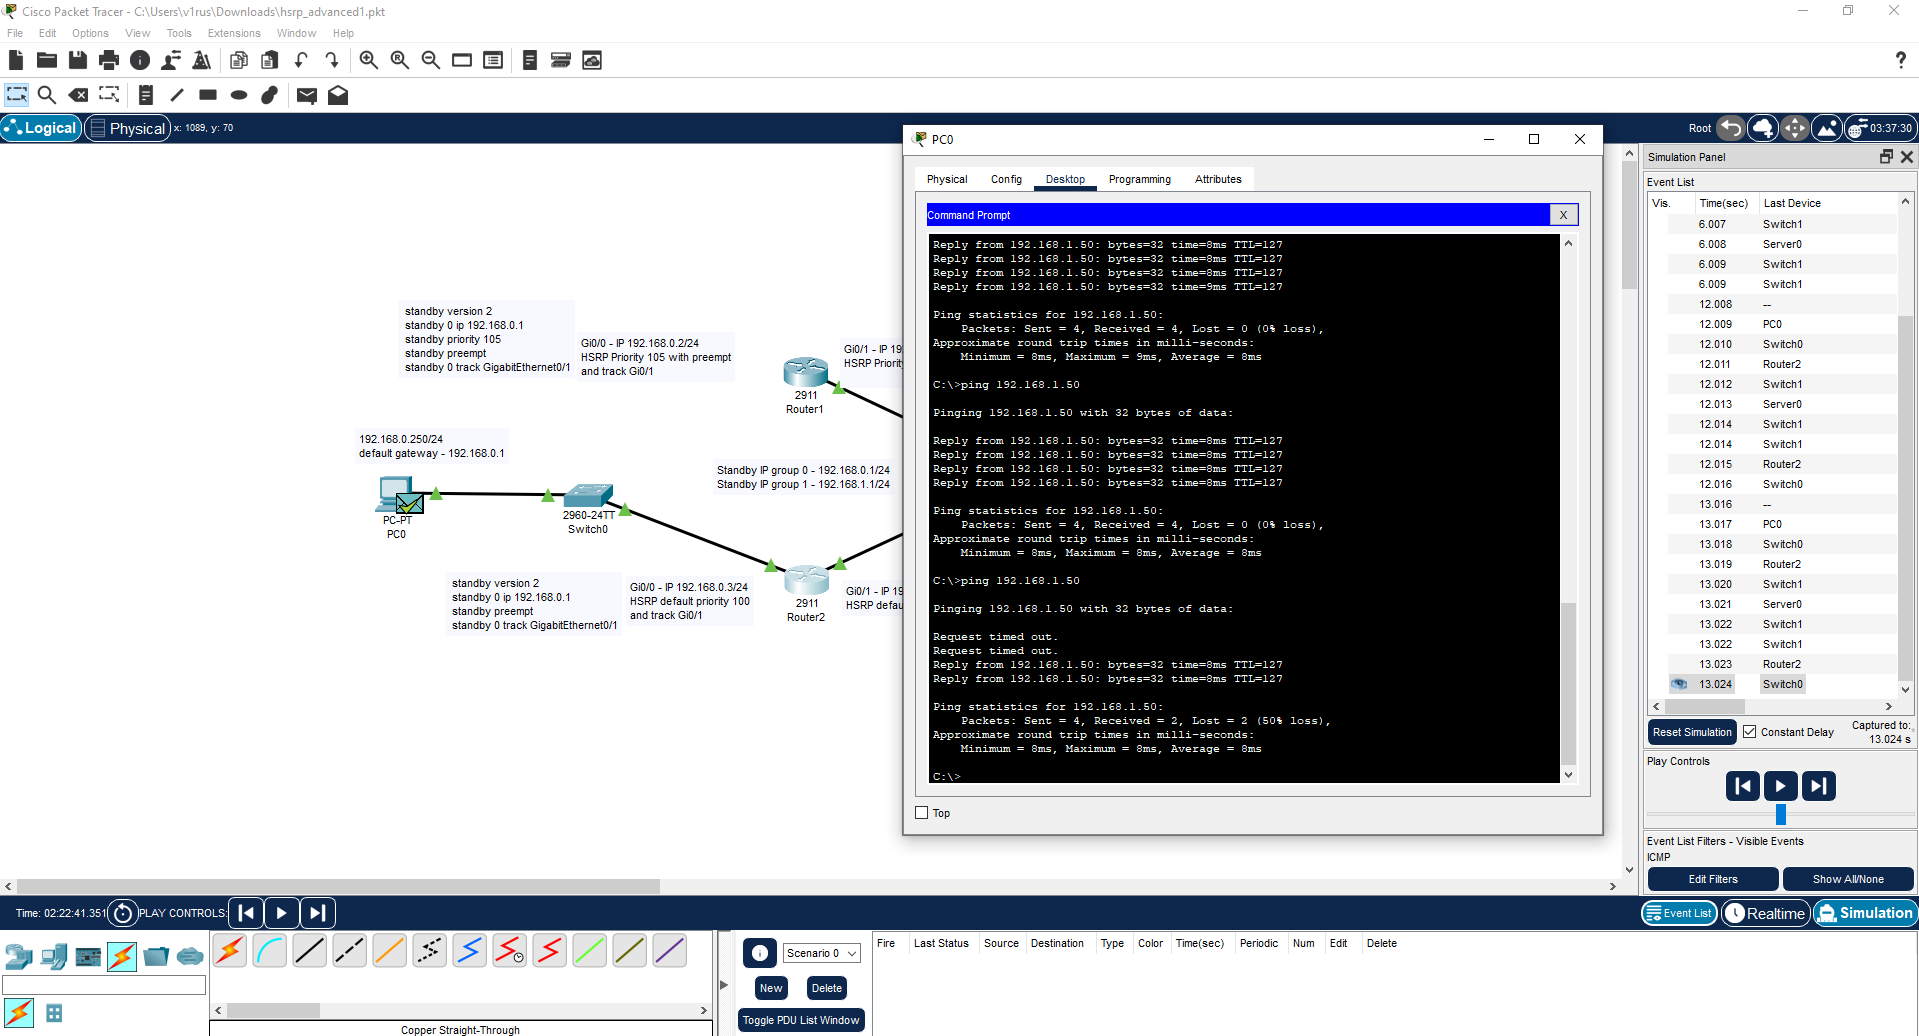 Cisco Packet Tracer - C:\Users\v1rus\Downloads\hsrp_advanced1.pkt
File Edit Options View Tools Extensions Window Help
Logical Physical x: 1089, y: 70
Root 03:37:30
standby version 2
standby 0 ip 192.168.0.1
standby priority 105
standby preempt
standby 0 track GigabitEthernet0/1
Gi0/0 - IP 192.168.0.2/24
HSRP Priority 105 with preempt
and track Gi0/1
Gi0/1 - IP 19
HSRP Priority
2911
Router1
192.168.0.250/24
default gateway - 192.168.0.1
Standby IP group 0 - 192.168.0.1/24
Standby IP group 1 - 192.168.1.1/24
PC-PT
PC0
2960-24TT
Switch0
standby version 2
standby 0 ip 192.168.0.1
standby preempt
standby 0 track GigabitEthernet0/1
Gi0/0 - IP 192.168.0.3/24
HSRP default priority 100
and track Gi0/1
2911
Router2
Gi0/1 - IP 19
HSRP defau
PC0
Physical Config Desktop Programming Attributes
Command Prompt X
Reply from 192.168.1.50: bytes=32 time=8ms TTL=127
Reply from 192.168.1.50: bytes=32 time=8ms TTL=127
Reply from 192.168.1.50: bytes=32 time=8ms TTL=127
Reply from 192.168.1.50: bytes=32 time=9ms TTL=127
Ping statistics for 192.168.1.50:
Packets: Sent = 4, Received = 4, Lost = 0 (0% loss),
Approximate round trip times in milli-seconds:
Minimum = 8ms, Maximum = 9ms, Average = 8ms
C:\>ping 192.168.1.50
Pinging 192.168.1.50 with 32 bytes of data:
Reply from 192.168.1.50: bytes=32 time=8ms TTL=127
Reply from 192.168.1.50: bytes=32 time=8ms TTL=127
Reply from 192.168.1.50: bytes=32 time=8ms TTL=127
Reply from 192.168.1.50: bytes=32 time=8ms TTL=127
Ping statistics for 192.168.1.50:
Packets: Sent = 4, Received = 4, Lost = 0 (0% loss),
Approximate round trip times in milli-seconds:
Minimum = 8ms, Maximum = 8ms, Average = 8ms
C:\>ping 192.168.1.50
Pinging 192.168.1.50 with 32 bytes of data:
Request timed out.
Request timed out.
Reply from 192.168.1.50: bytes=32 time=8ms TTL=127
Reply from 192.168.1.50: bytes=32 time=8ms TTL=127
Ping statistics for 192.168.1.50:
Packets: Sent = 4, Received = 2, Lost = 2 (50% loss),
Approximate round trip times in milli-seconds:
Minimum = 8ms, Maximum = 8ms, Average = 8ms
C:\>
Top
Simulation Panel
Event List
Vis. Time(sec) Last Device
6.007 Switch1
6.008 Server0
6.009 Switch1
6.009 Switch1
12.008 --
12.009 PC0
12.010 Switch0
12.011 Router2
12.012 Switch1
12.013 Server0
12.014 Switch1
12.014 Switch1
12.015 Router2
12.016 Switch0
13.016 --
13.017 PC0
13.018 Switch0
13.019 Router2
13.020 Switch1
13.021 Server0
13.022 Switch1
13.022 Switch1
13.023 Router2
13.024 Switch0
Reset Simulation Constant Delay Captured to:
13.024 s
Play Controls
Event List Filters - Visible Events
ICMP
Edit Filters Show All/None
Time: 02:22:41.351 PLAY CONTROLS:
Event List Realtime Simulation
Scenario 0
New Delete
Toggle PDU List Window
Fire Last Status Source Destination Type Color Time(sec) Periodic Num Edit Delete
Copper Straight-Through